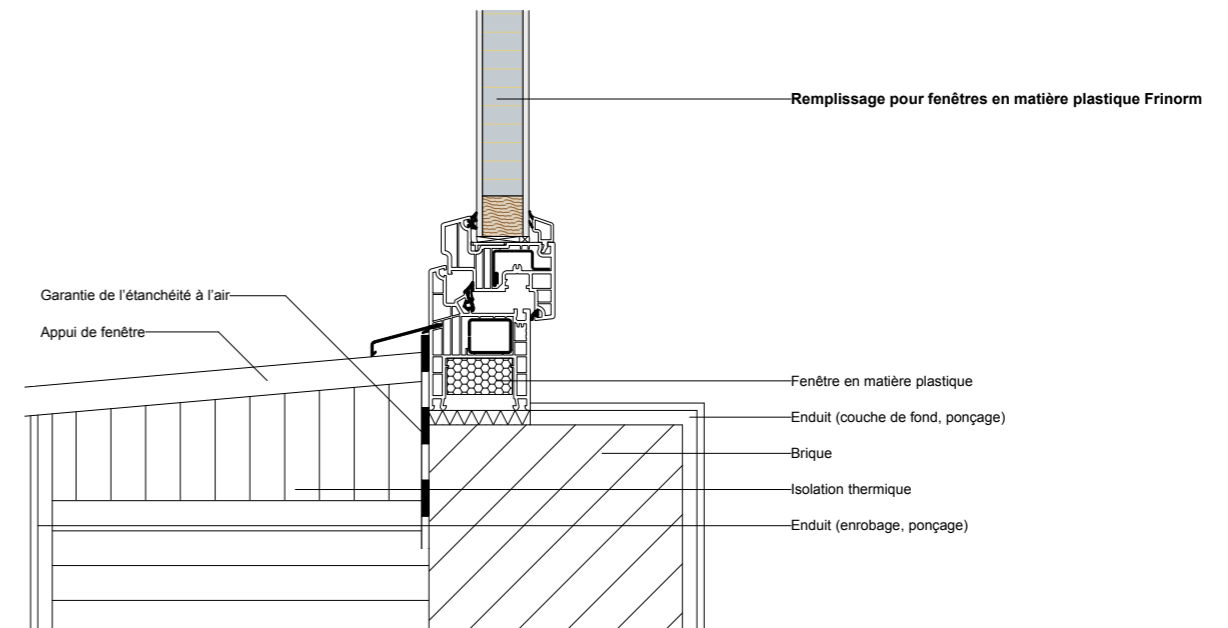 Remplissage pour fenêtres en matière plastique Frinorm
Garantie de l’étanchéité à l’air
Appui de fenêtre
Fenêtre en matière plastique
Enduit (couche de fond, ponçage)
Brique
Isolation thermique
Enduit (enrobage, ponçage)